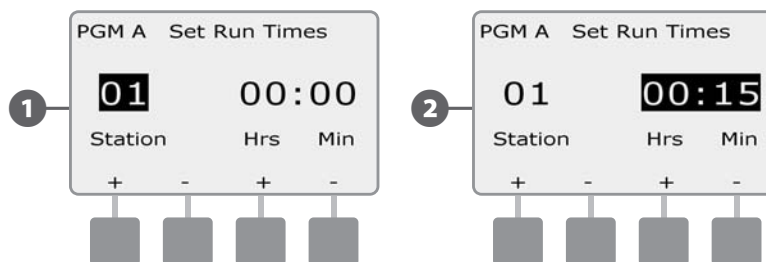 PGM A Set Run Times
01 00:00
Station Hrs Min
+ - + -
1
PGM A Set Run Times
01 00:15
Station Hrs Min
+ - + -
2